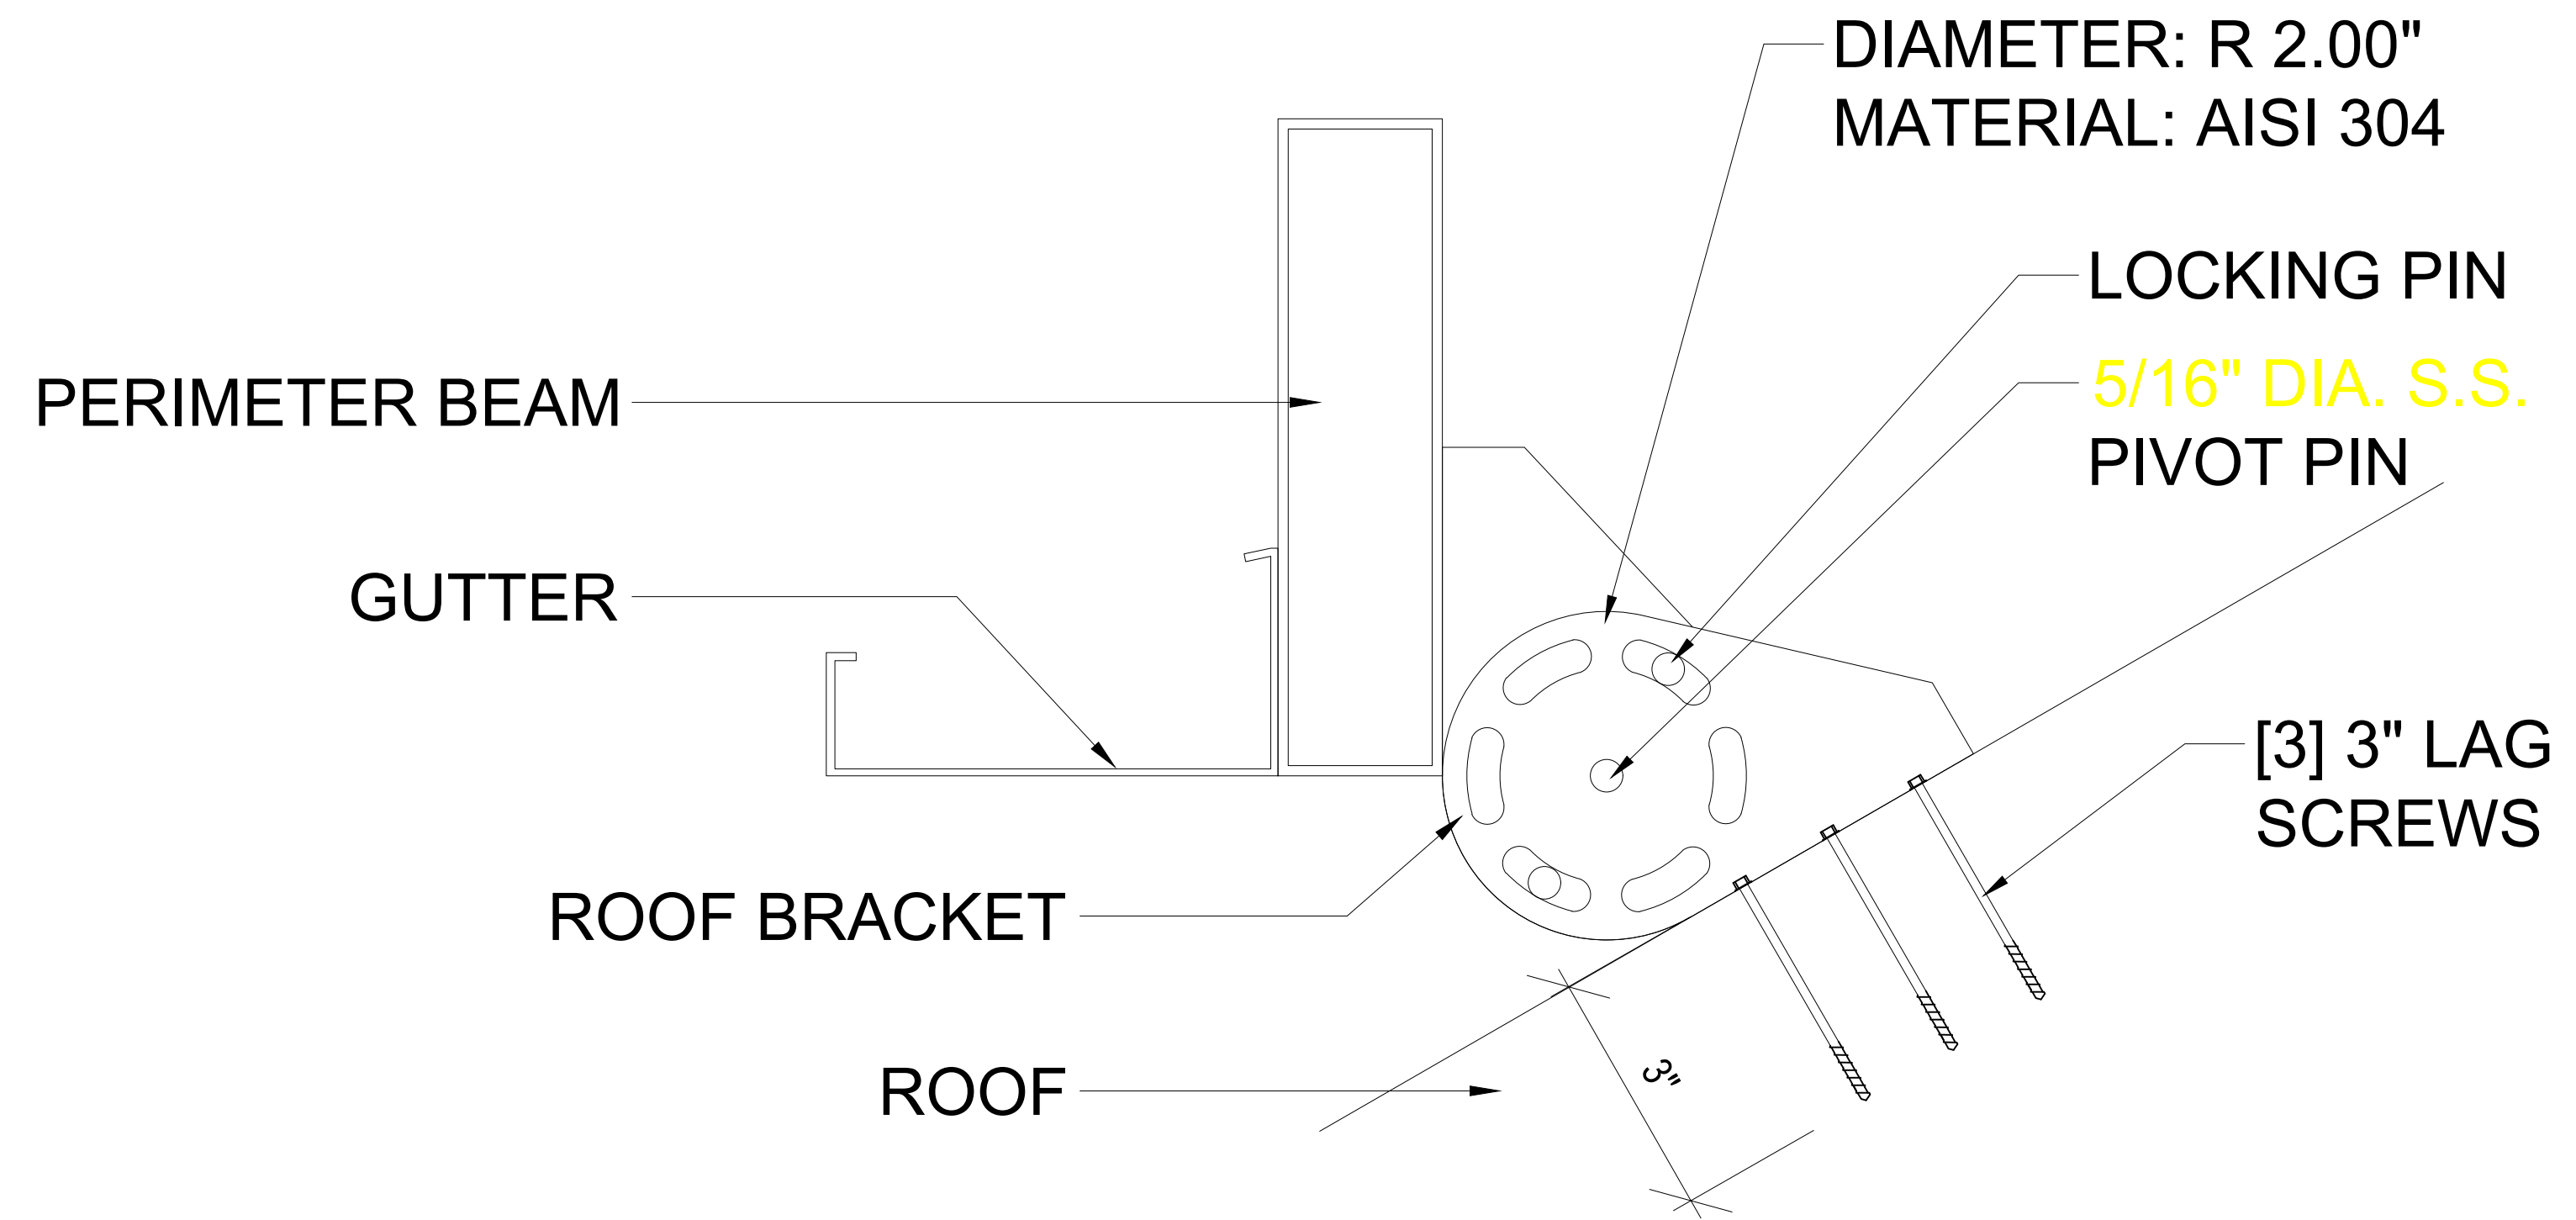 DIAMETER: R 2.00"
MATERIAL: AISI 304
LOCKING PIN
5/16" DIA. S.S.
PIVOT PIN
PERIMETER BEAM
GUTTER
[3] 3" LAG
SCREWS
ROOF BRACKET
ROOF
3"